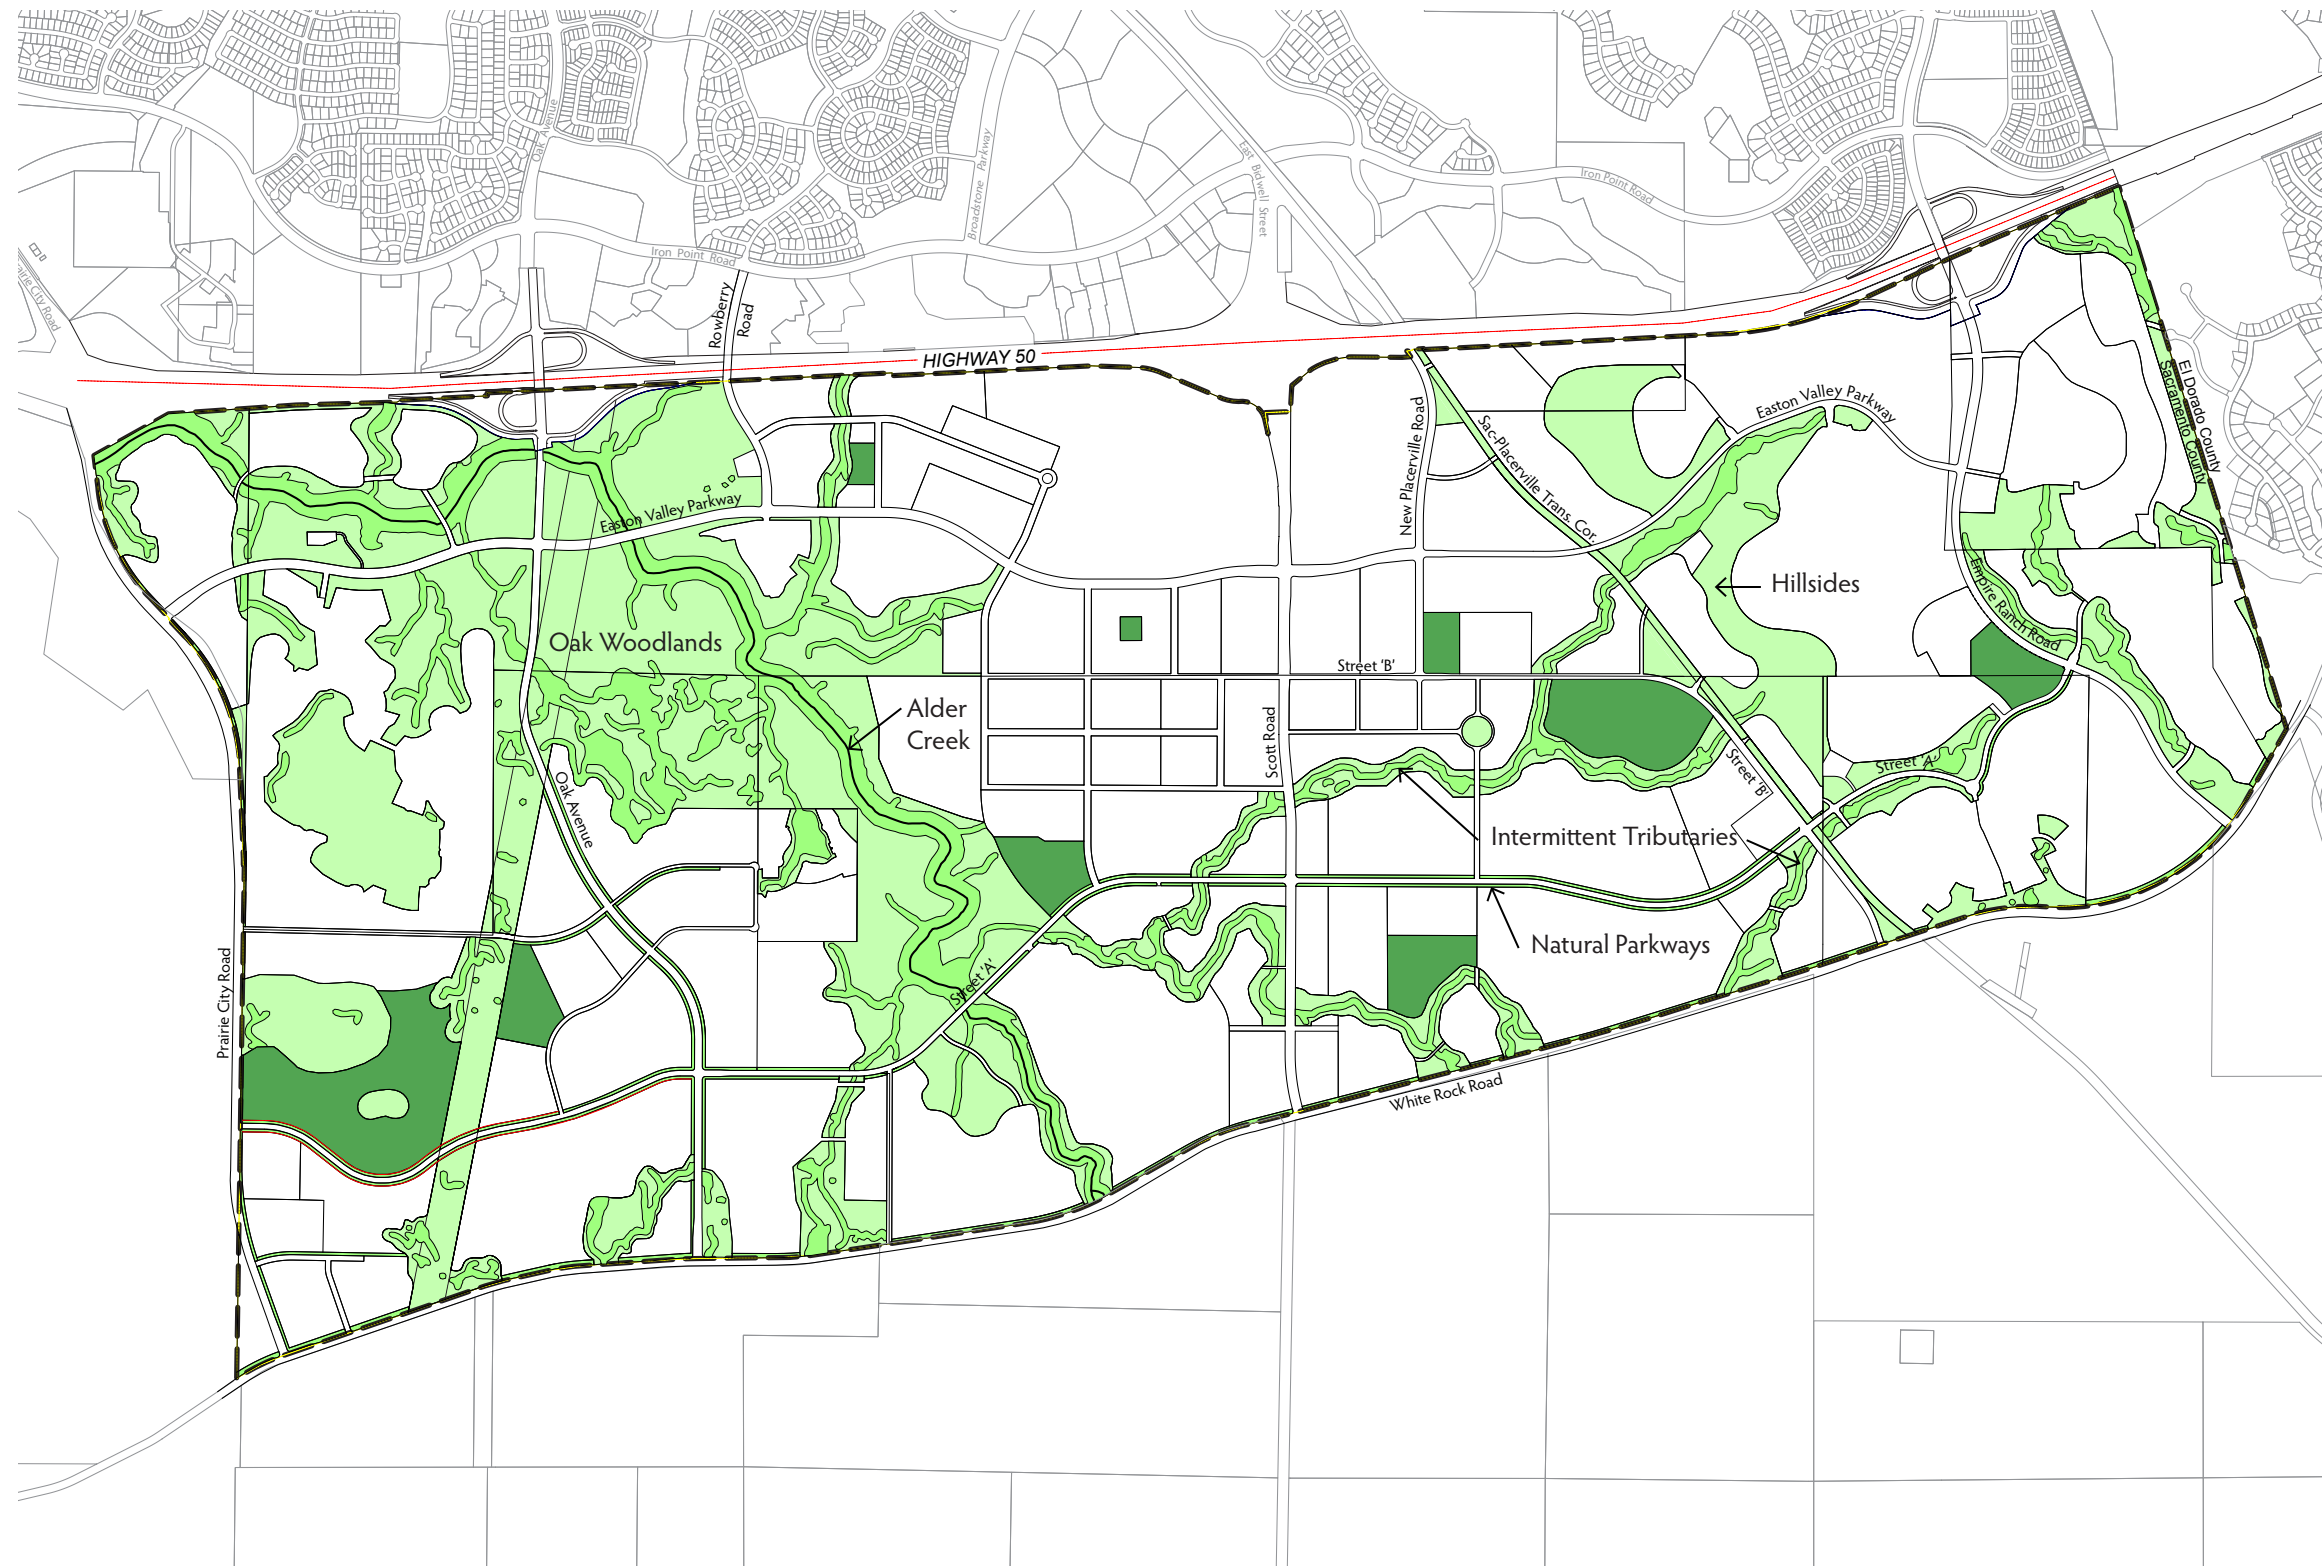 Oak Avenue
Broadstone Parkway
East Bidwell Street
Iron Point Road
Iron Point Road
Prairie City Road
Rowberry
Road
HIGHWAY 50
El Dorado County
Sacramento County
Easton Valley Parkway
New Placerville Road
Sac-Placerville Trans. Cor.
Easton Valley Parkway
Hillsides
Empire Ranch Road
Oak Woodlands
Street 'B'
Alder
Creek
Scott Road
Street 'B'
Street 'A'
Oak Avenue
Intermittent Tributaries
Natural Parkways
Prairie City Road
Street 'A'
White Rock Road